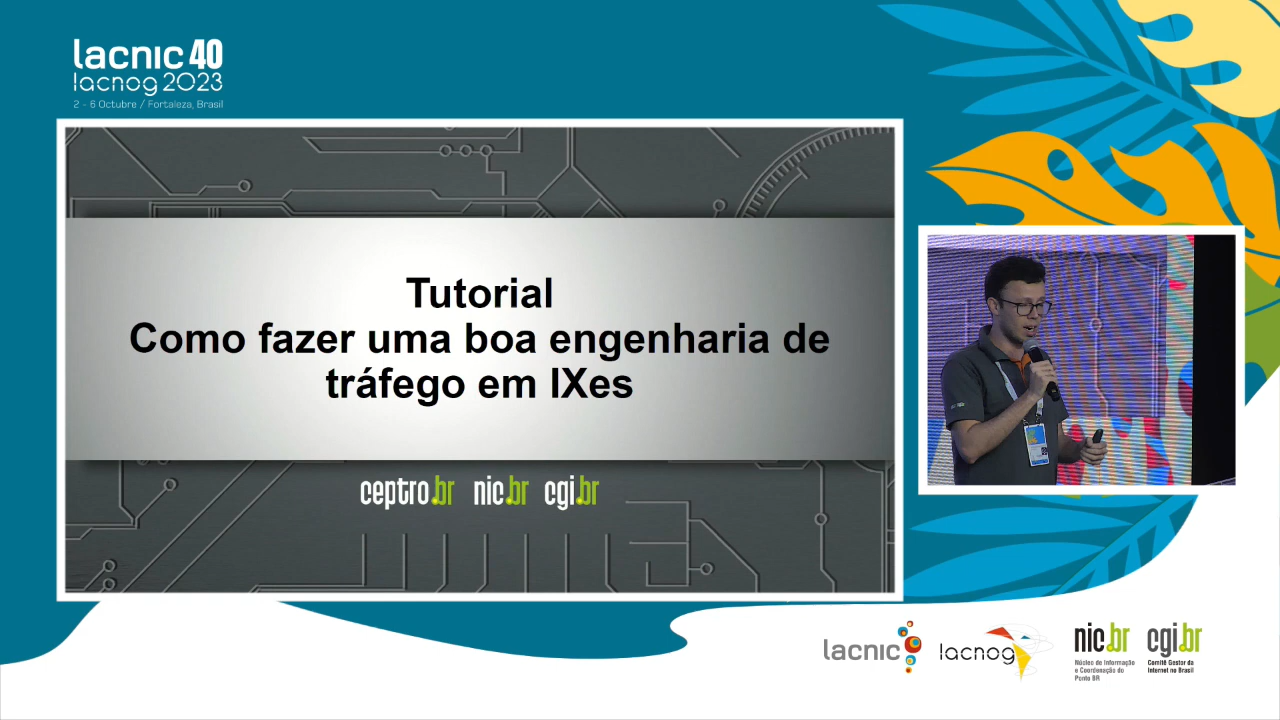 lacnic 40
lacnog 2023
2 - 6 Octubre / Fortaleza, Brasil
Tutorial
Como fazer uma boa engenharia de
tráfego em IXes
ceptro.br nic.br cgi.br
lacnic
lacnog
nic.br
Núcleo de Informação
e Coordenação do
Ponto BR
cgi.br
Comitê Gestor da
Internet no Brasil